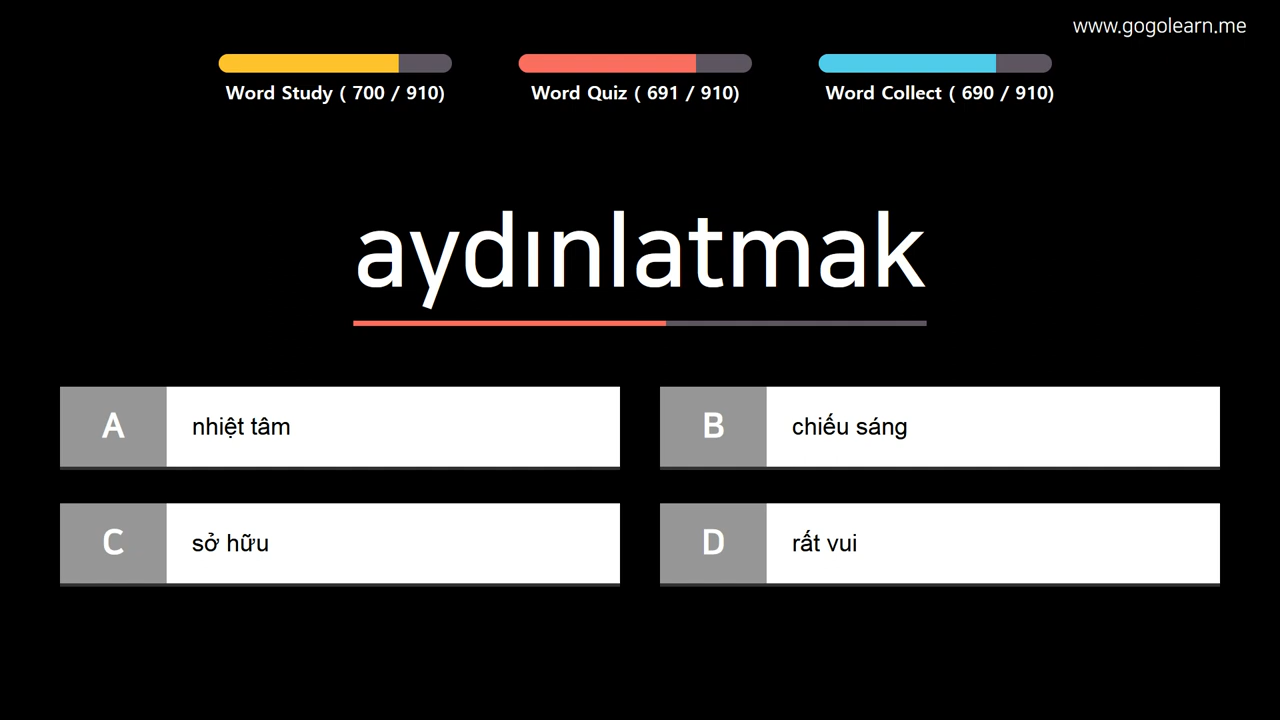 www.gogolearn.me
Word Study ( 700 / 910)
Word Quiz ( 691 / 910)
Word Collect ( 690 / 910)
aydınlatmak
A nhiệt tâm
B chiếu sáng
C sở hữu
D rất vui